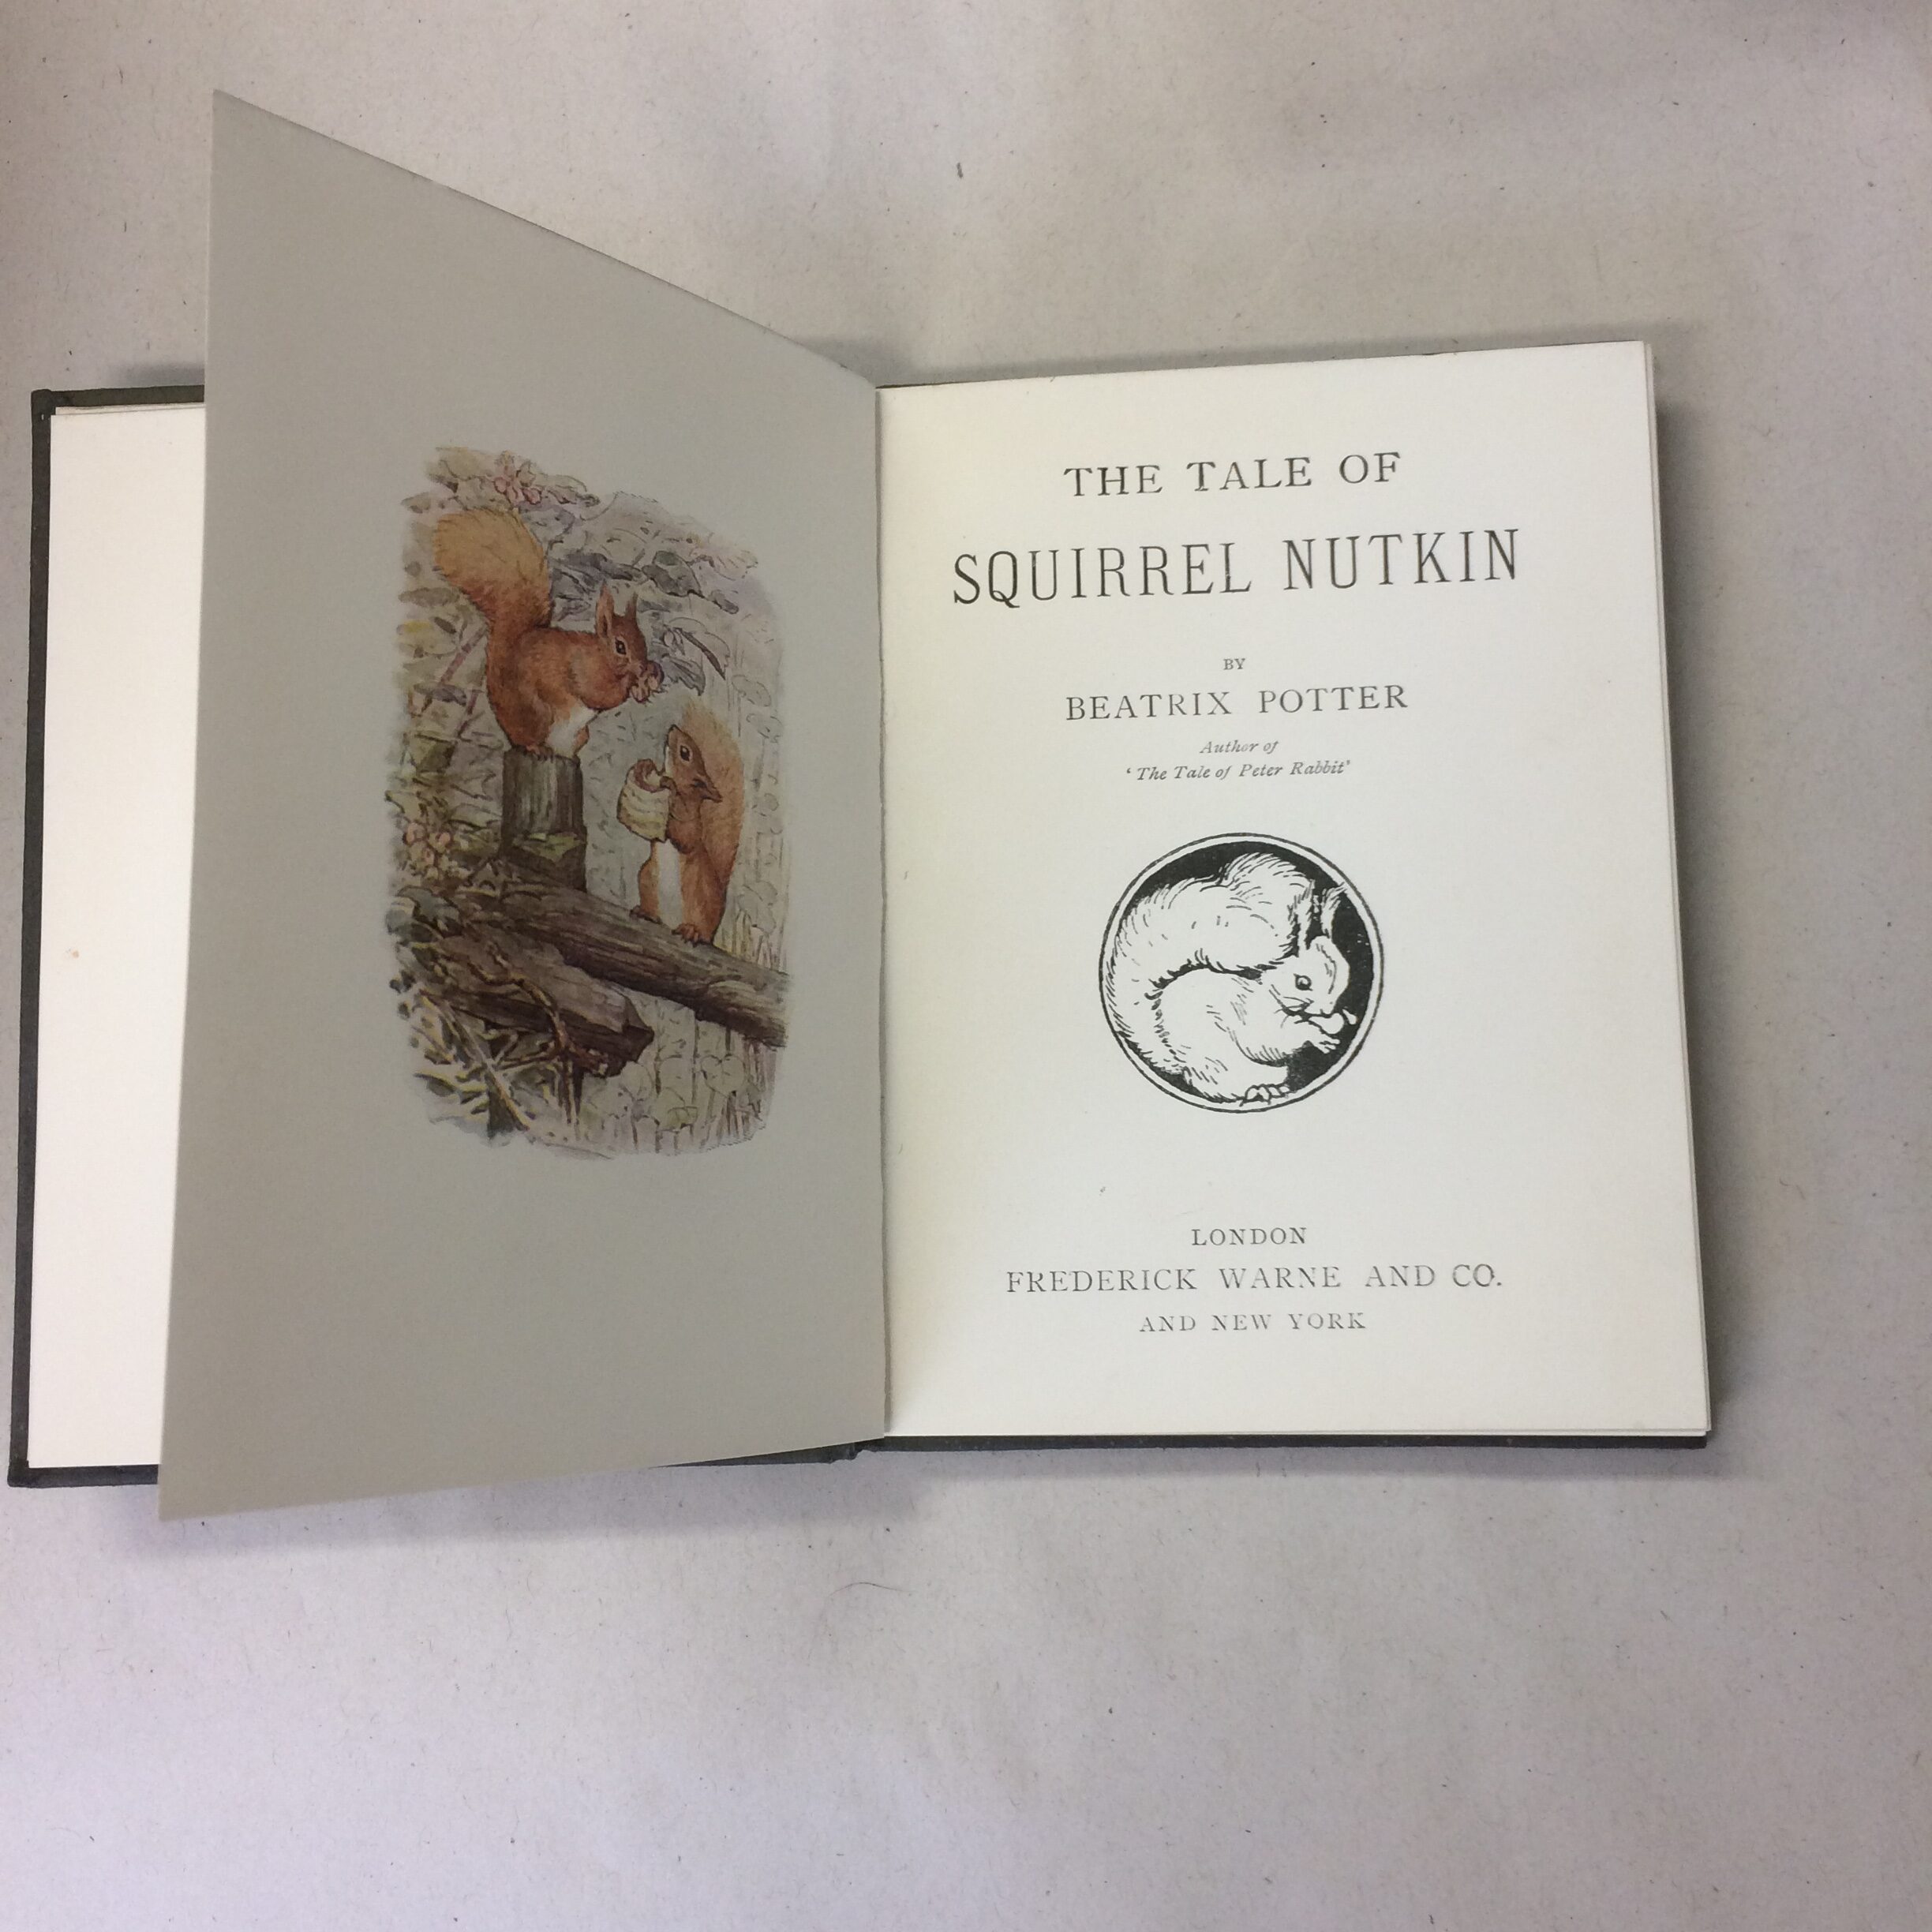 THE TALE OF
SQUIRREL NUTKIN
BY
BEATRIX POTTER
Author of
‘The Tale of Peter Rabbit’
LONDON
FREDERICK WARNE AND CO.
AND NEW YORK